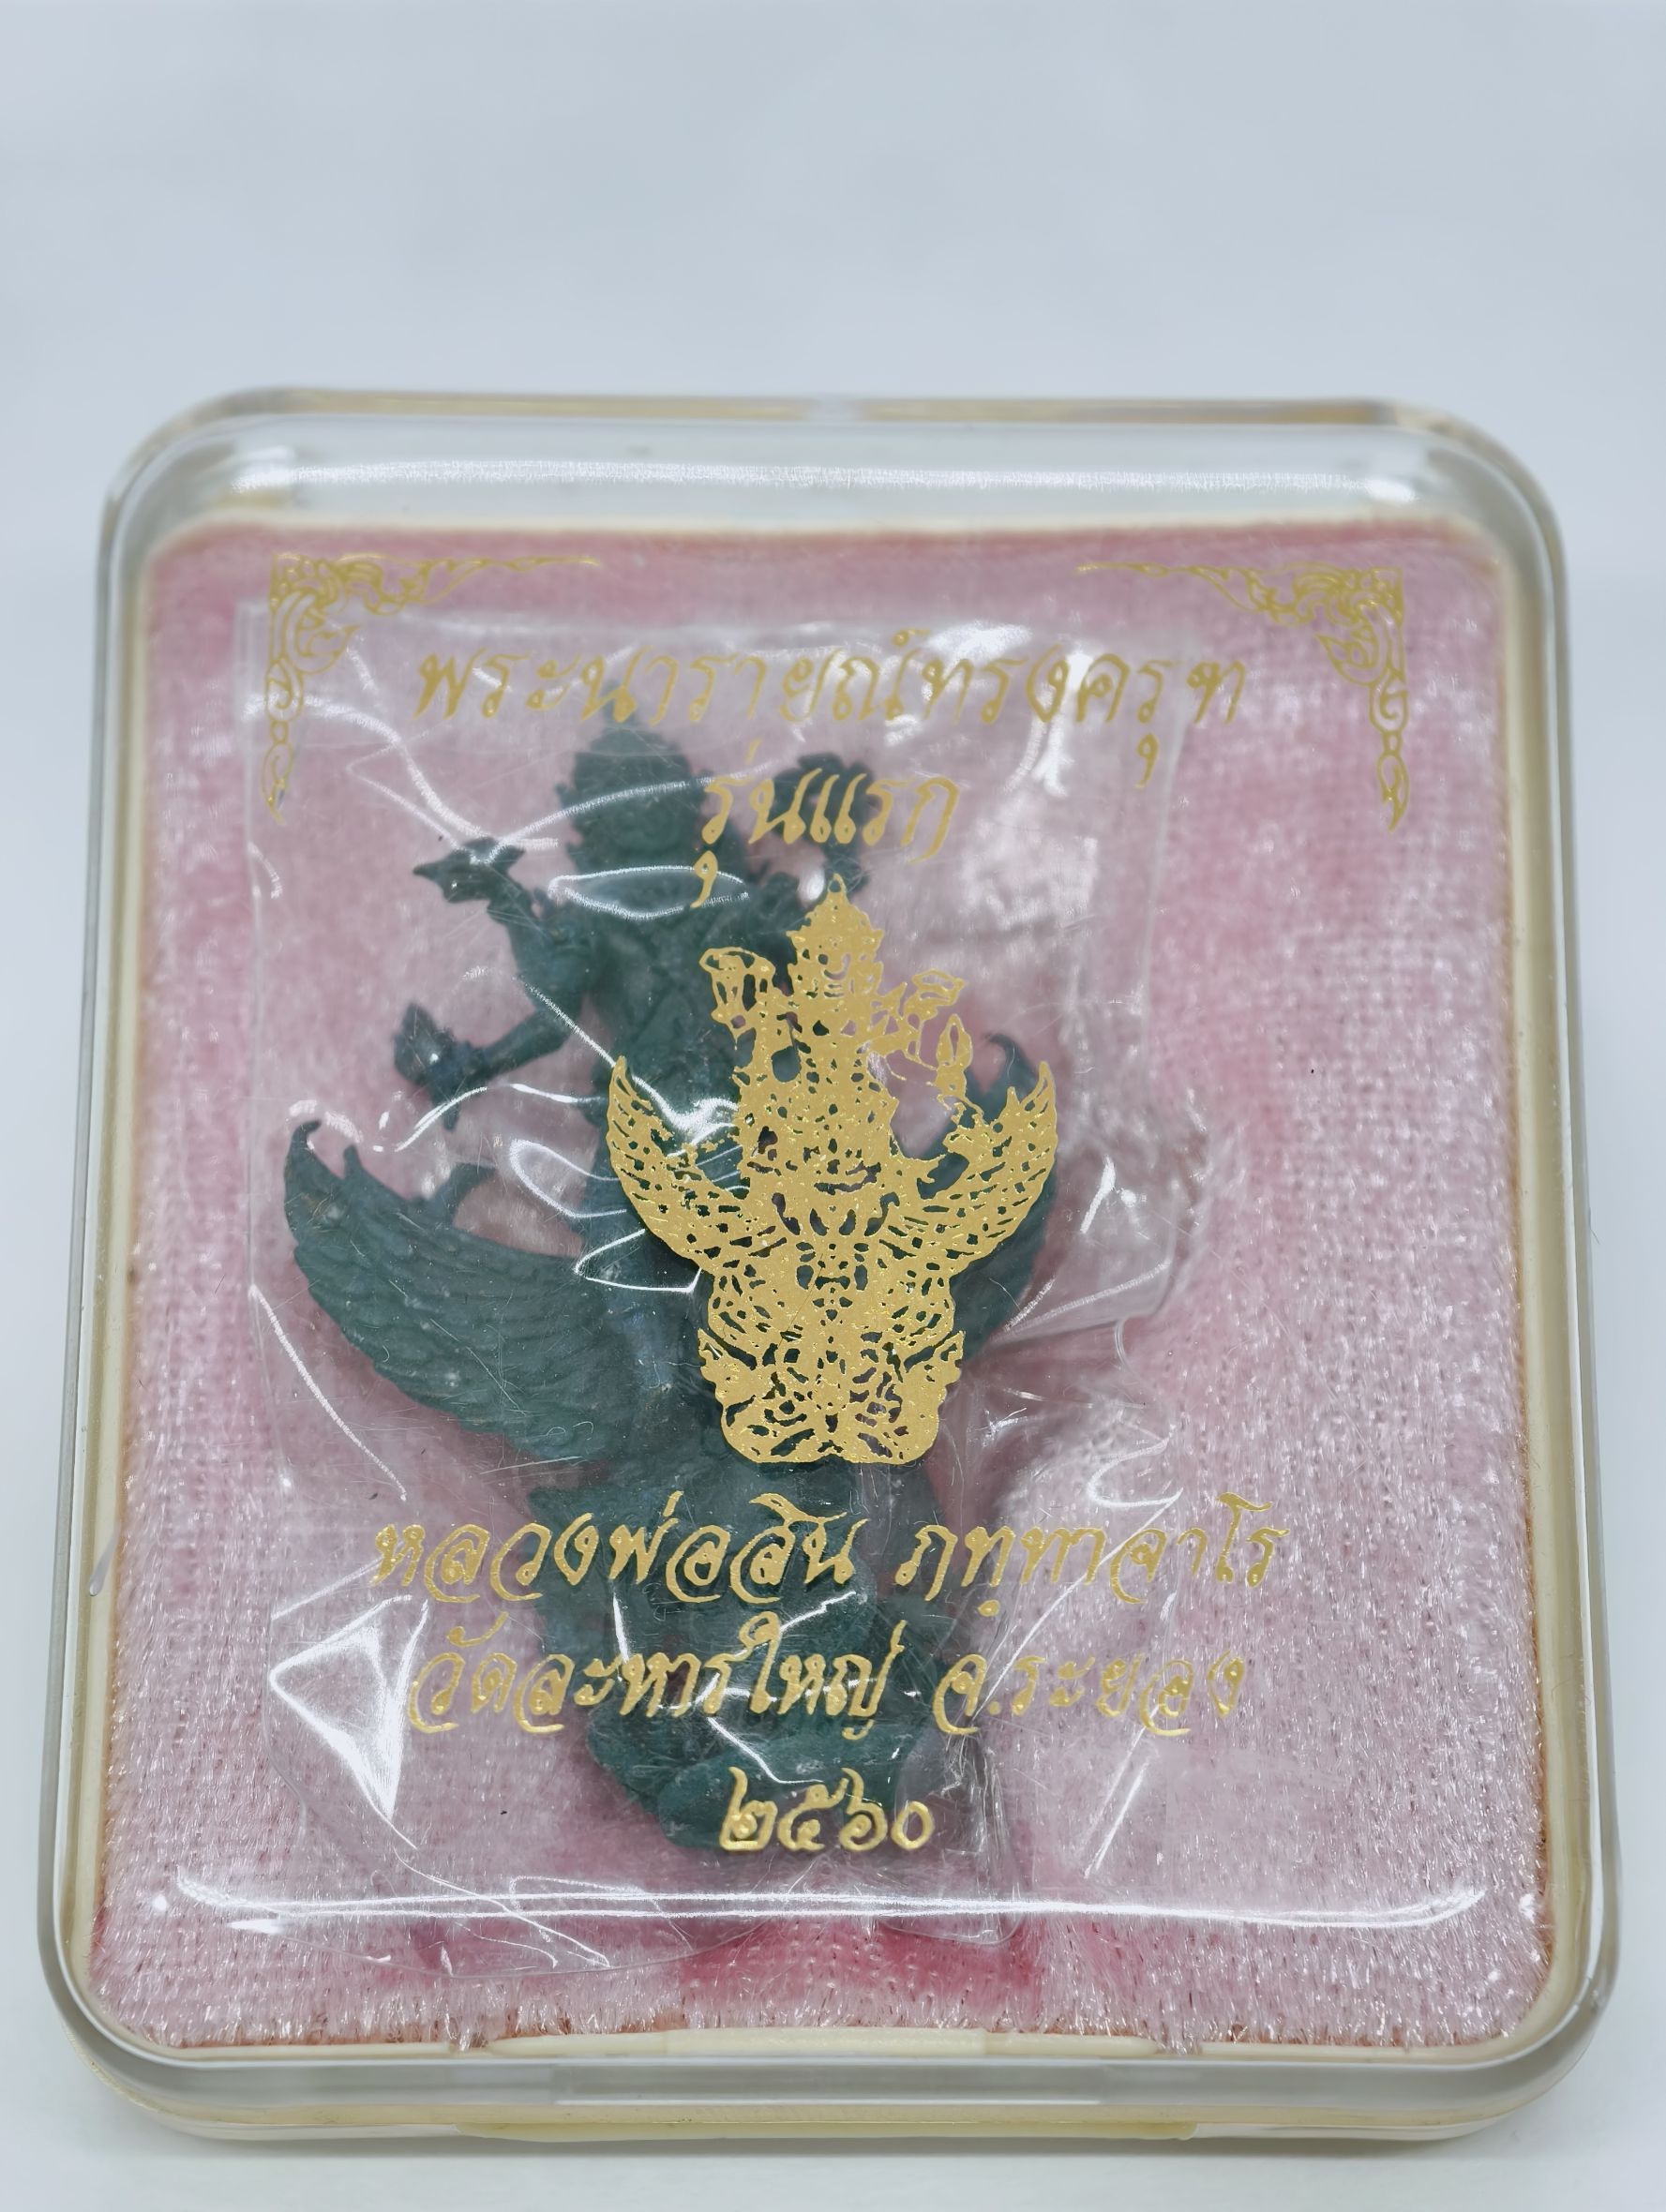 พระนารายณ์ทรงครุฑ
รุ่นแรก
หลวงพ่อสิน ภทฺทาจาโร
วัดละหารใหญ่ จ.ระยอง
๒๕๖๐